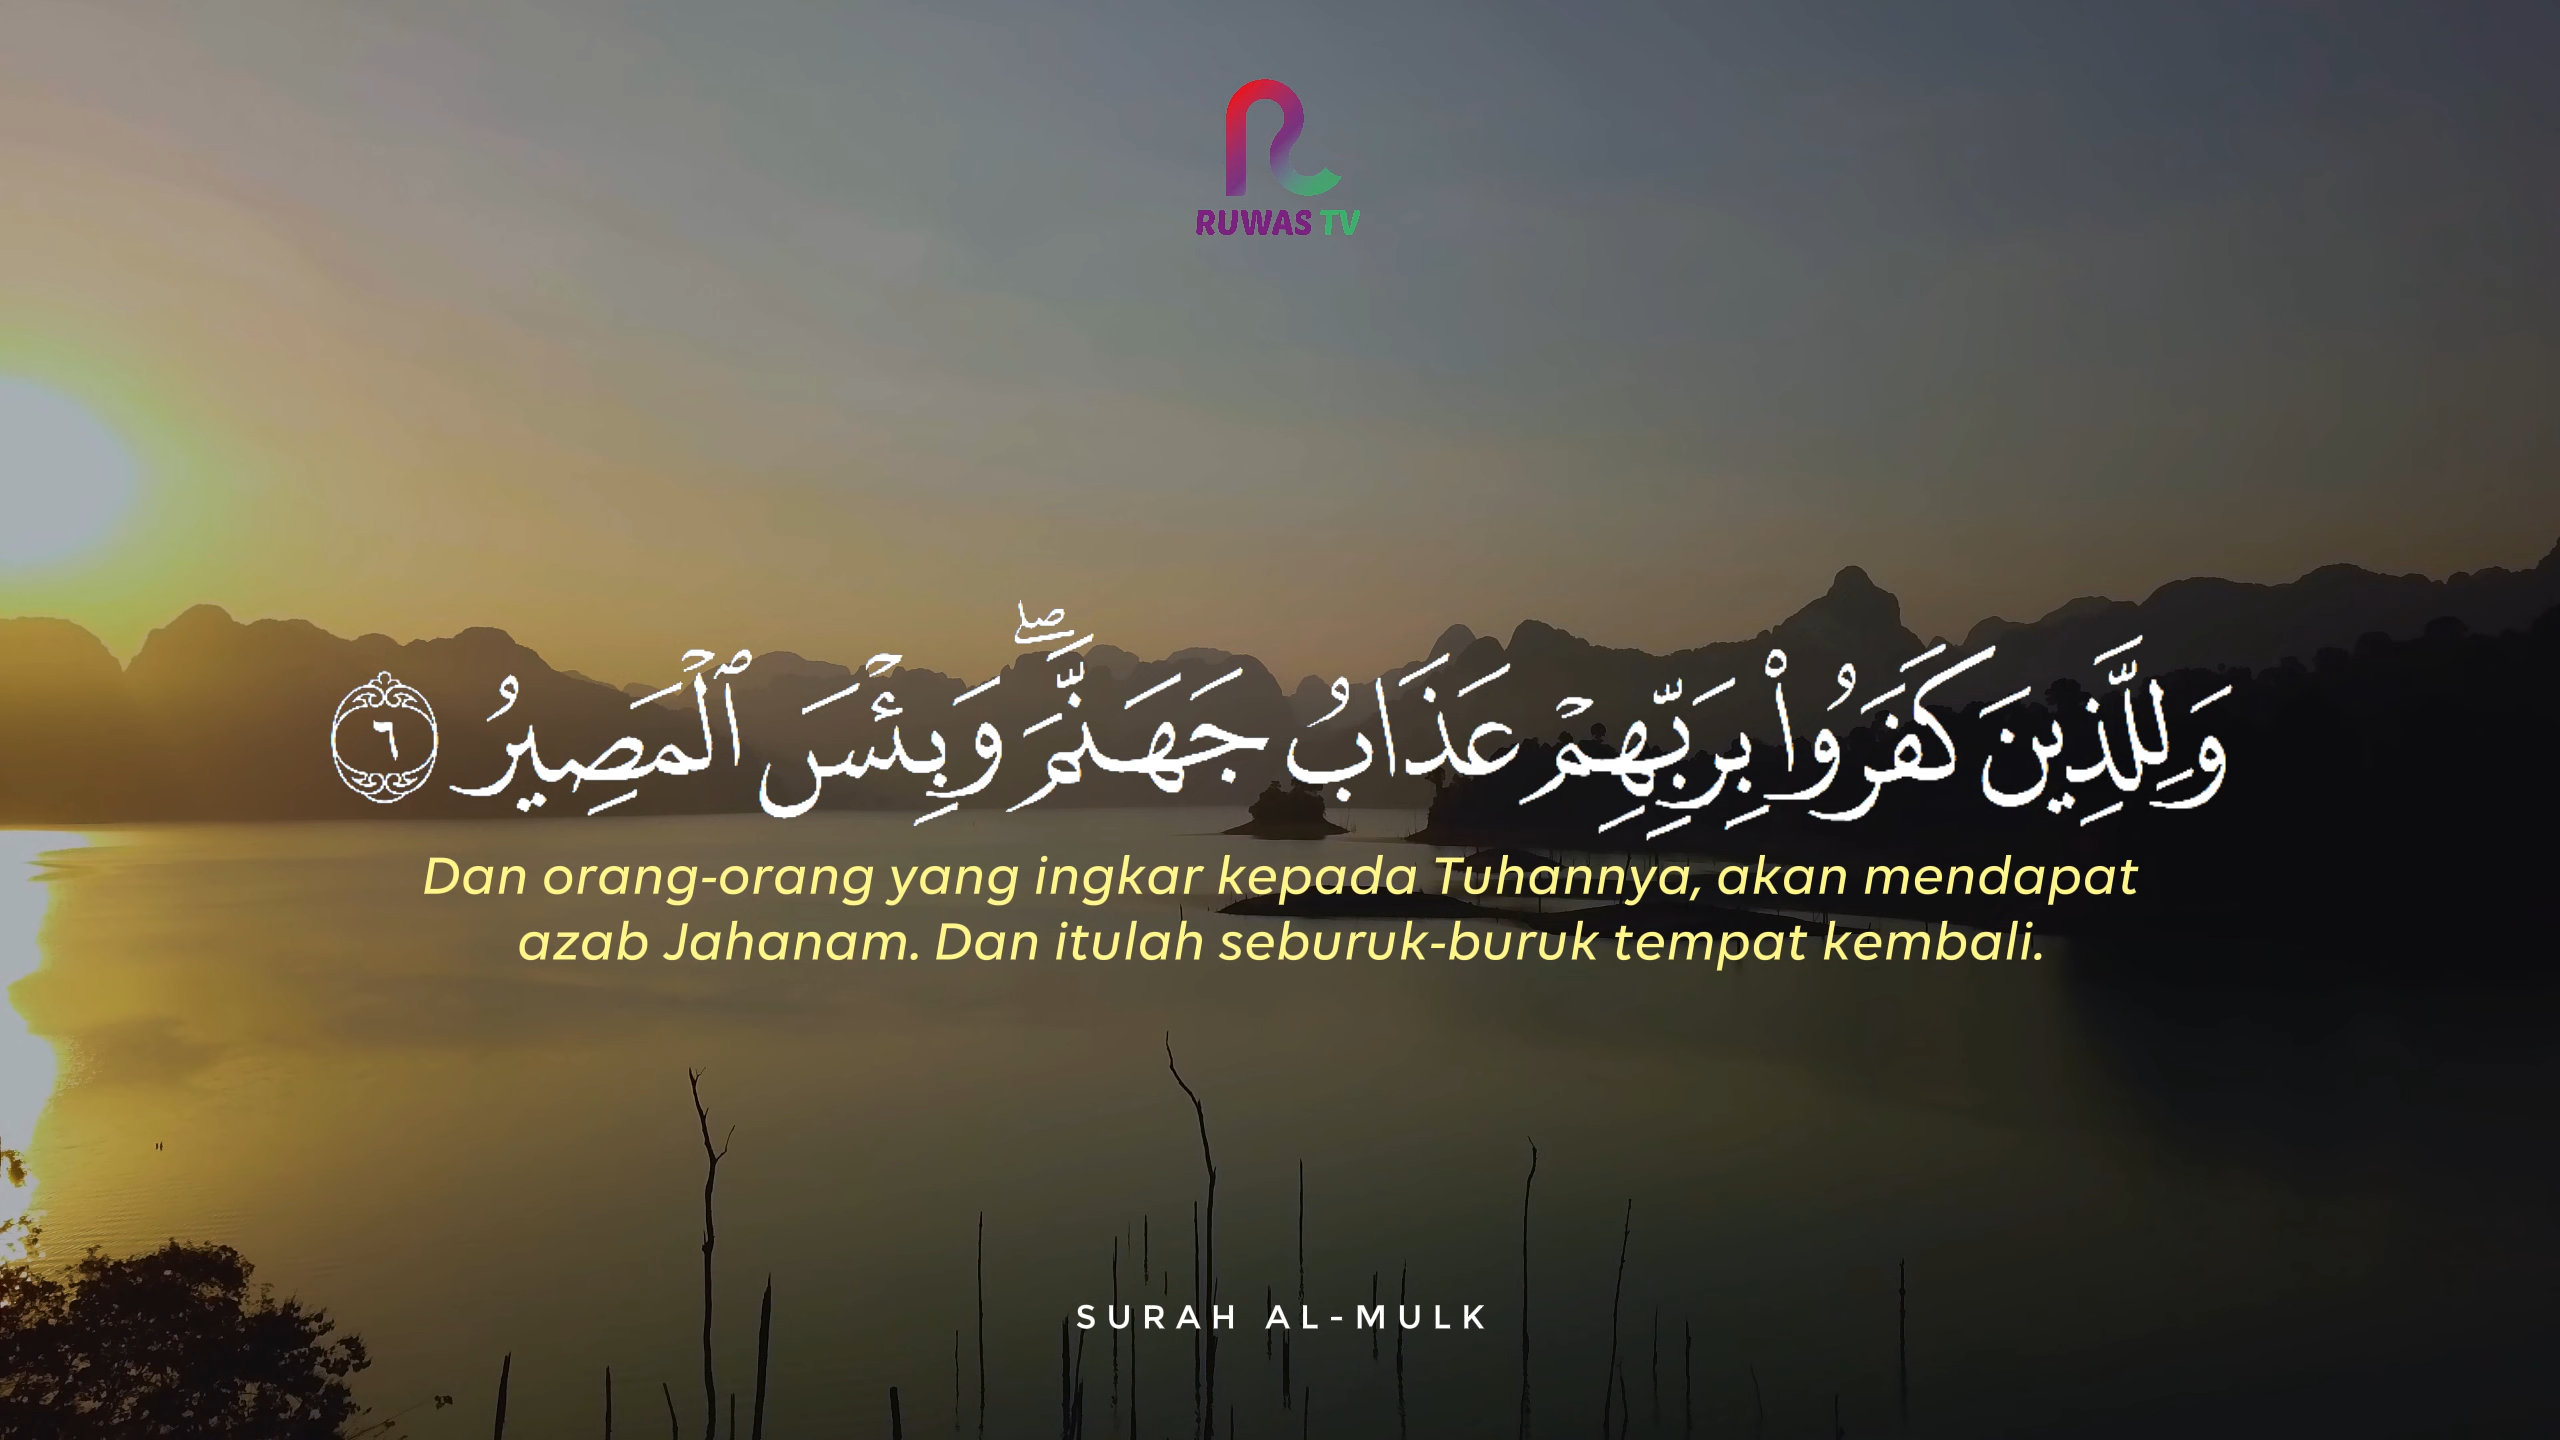 RUWAS TV
وَلِلَّذِينَ كَفَرُوا۟ بِرَبِّهِمْ عَذَابُ جَهَنَّمَ ۖ وَبِئْسَ ٱلْمَصِيرُ ٦
Dan orang-orang yang ingkar kepada Tuhannya, akan mendapat
azab Jahanam. Dan itulah seburuk-buruk tempat kembali.
SURAH AL-MULK